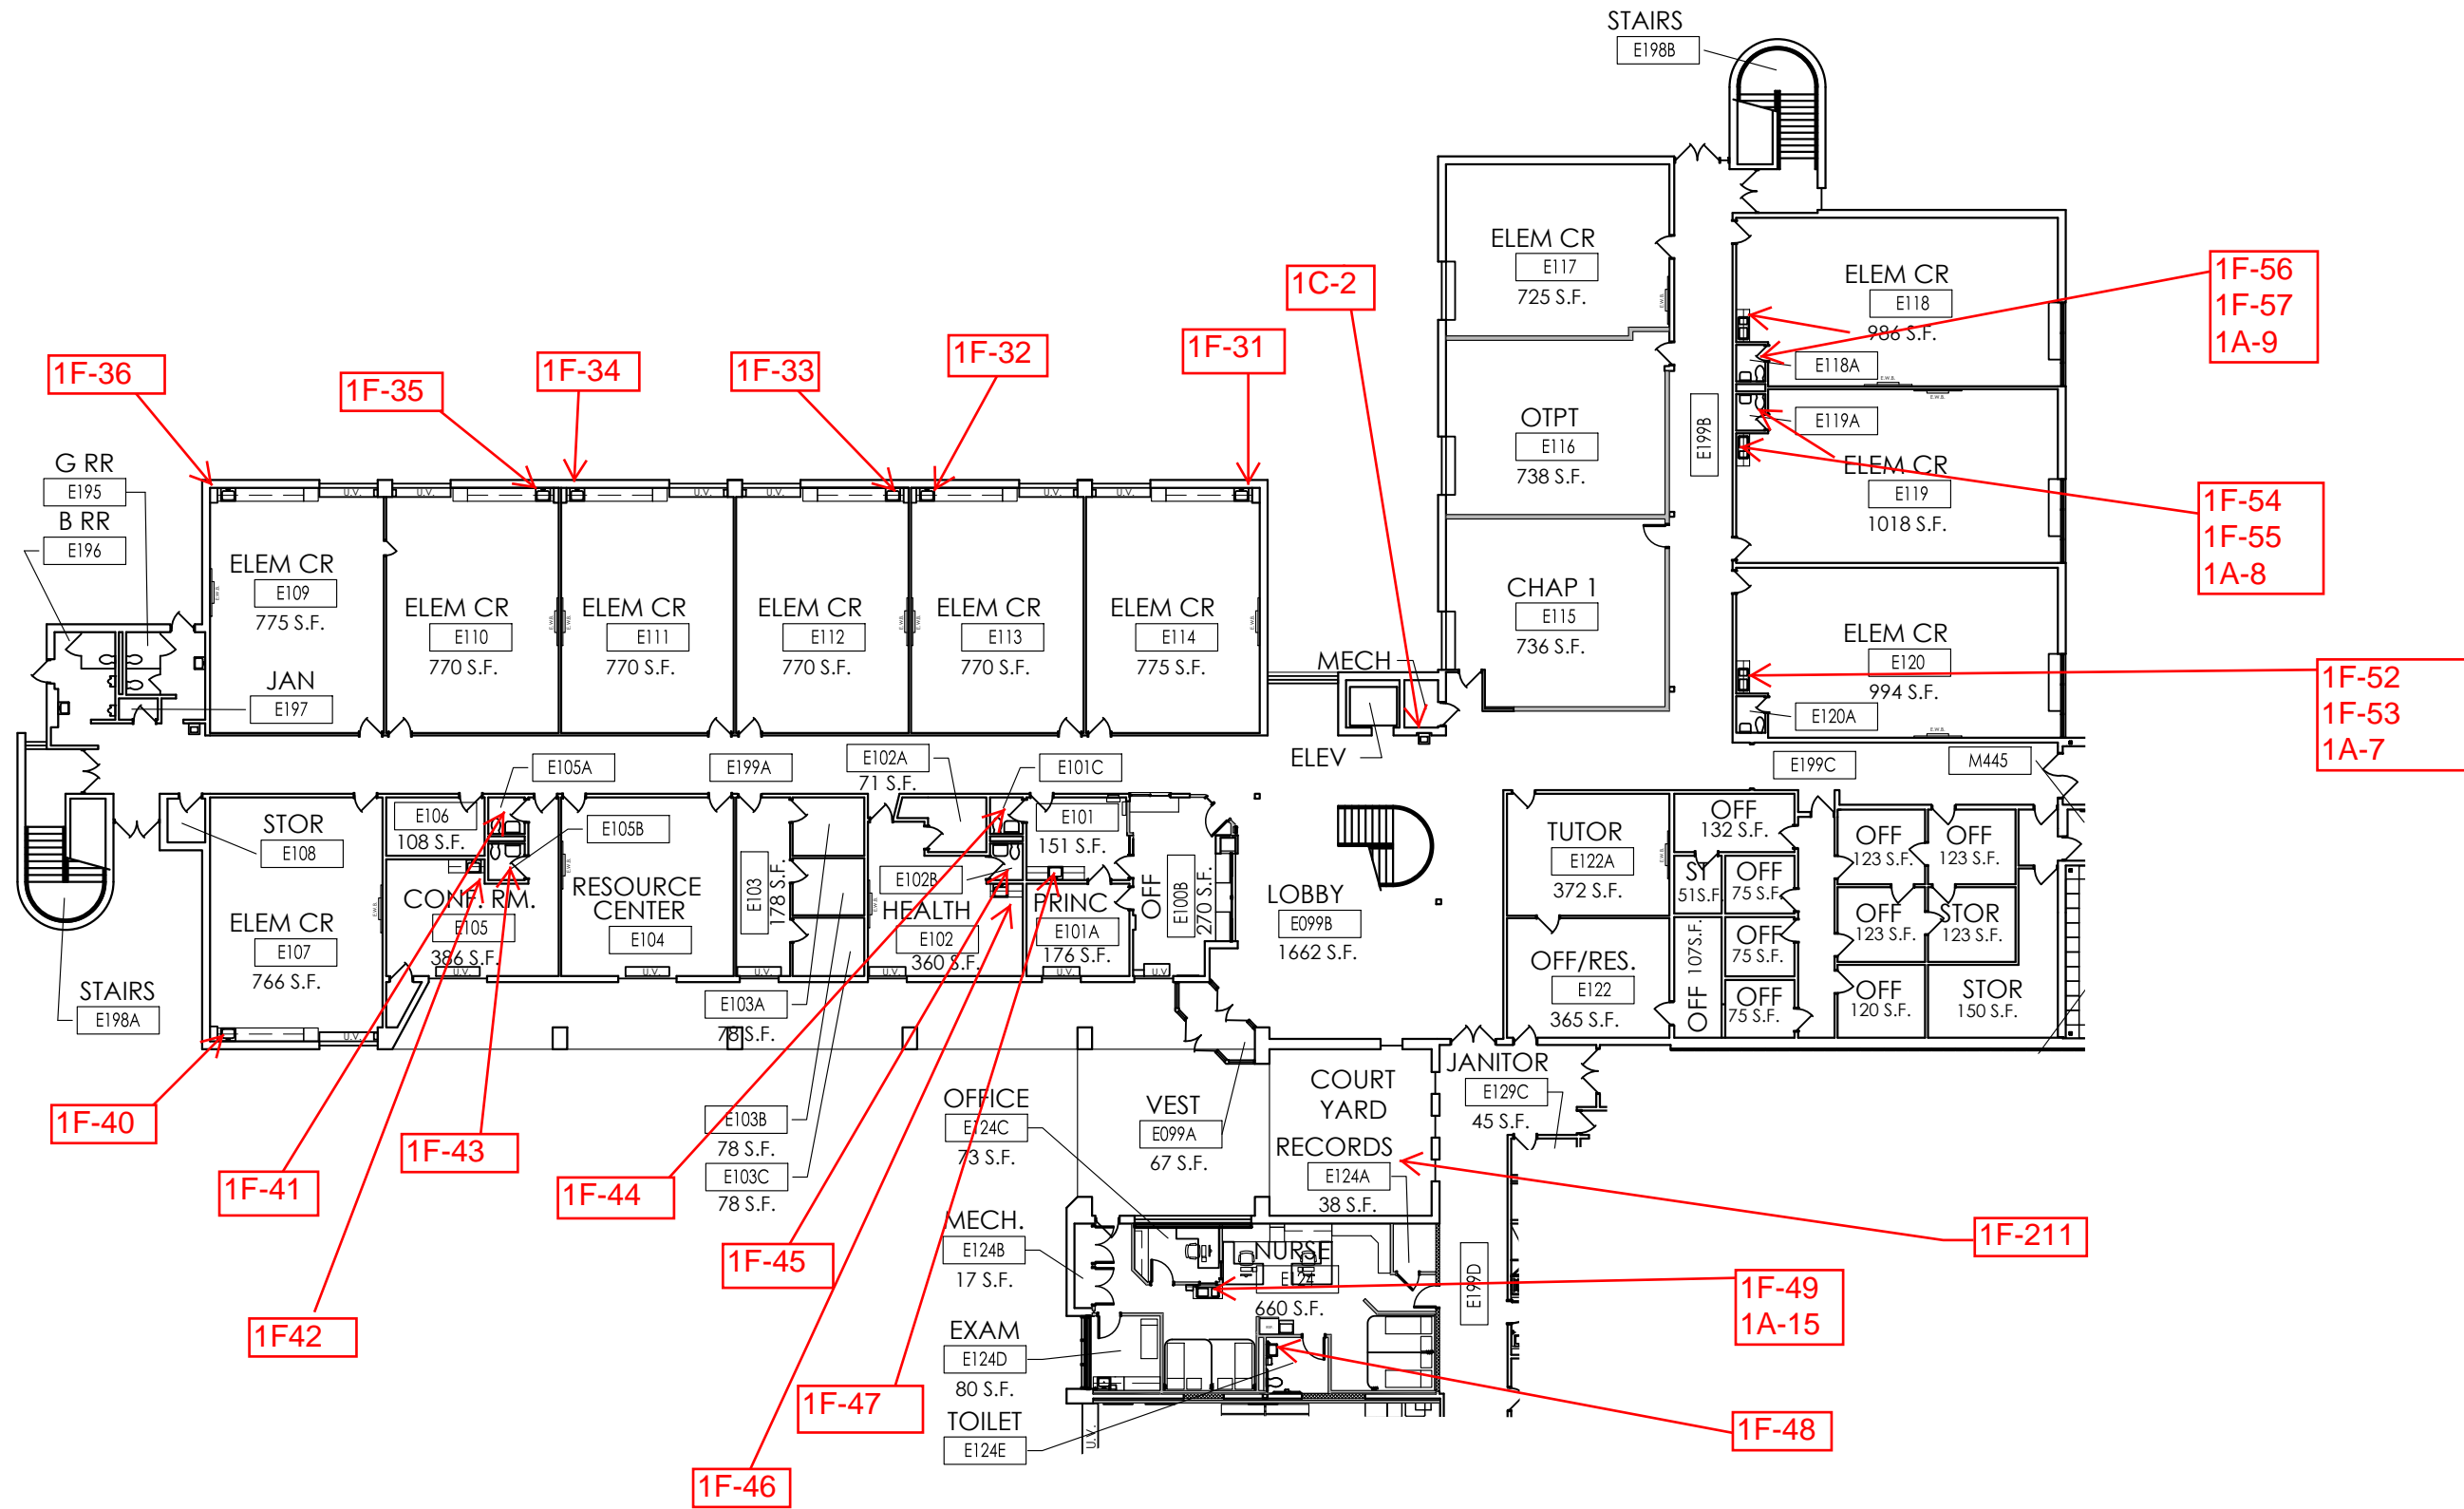 STAIRS
E198B
ELEM CR
E117
725 S.F.
E.W.B.
1C-2
ELEM CR
E118
986 S.F.
1F-56
1F-57
1A-9
E118A
E.W.B.
1F-36
1F-35
1F-34
1F-33
1F-32
1F-31
OTPT
E116
738 S.F.
E199B
E119A
E.W.B.
ELEM CR
E119
1018 S.F.
1F-54
1F-55
1A-8
G RR
E195
B RR
E196
U.V.
U.V.
U.V.
U.V.
U.V.
U.V.
ELEM CR
E109
775 S.F.
E.W.B.
ELEM CR
E110
770 S.F.
E.W.B.
E.W.B.
ELEM CR
E111
770 S.F.
ELEM CR
E112
770 S.F.
E.W.B.
E.W.B.
ELEM CR
E113
770 S.F.
ELEM CR
E114
775 S.F.
E.W.B.
CHAP 1
E115
736 S.F.
MECH
ELEM CR
E120
994 S.F.
E120A
E.W.B.
1F-52
1F-53
1A-7
JAN
E197
ELEV
E105A
E199A
E102A
71 S.F.
E101C
E199C
M445
STOR
E108
E106
108 S.F.
E105B
E101
151 S.F.
TUTOR
E122A
372 S.F.
OFF
132 S.F.
OFF
123 S.F.
OFF
123 S.F.
SY
51S.F.
OFF
75 S.F.
ELEM CR
E107
766 S.F.
E.W.B.
CONF. RM.
E105
386 S.F.
U.V.
E.W.B.
RESOURCE
CENTER
E104
U.V.
E103
178 S.F.
U.V.
E.W.B.
E102B
HEALTH
E102
360 S.F.
U.V.
PRINC
E101A
176 S.F.
U.V.
OFF
E100B
270 S.F.
U.V.
LOBBY
E099B
1662 S.F.
OFF/RES.
E122
365 S.F.
OFF 107S.F.
OFF
75 S.F.
OFF
123 S.F.
STOR
123 S.F.
OFF
75 S.F.
OFF
120 S.F.
STOR
150 S.F.
STAIRS
E198A
U.V.
E103A
78 S.F.
E103B
78 S.F.
E103C
78 S.F.
1F-40
1F-43
1F-41
1F-44
1F-45
1F42
1F-47
1F-46
OFFICE
E124C
73 S.F.
VEST
E099A
67 S.F.
COURT
YARD
RECORDS
E124A
38 S.F.
JANITOR
E129C
45 S.F.
1F-211
MECH.
E124B
17 S.F.
NURSE
E124
660 S.F.
E199D
1F-49
1A-15
EXAM
E124D
80 S.F.
TOILET
E124E
U.V.
1F-48